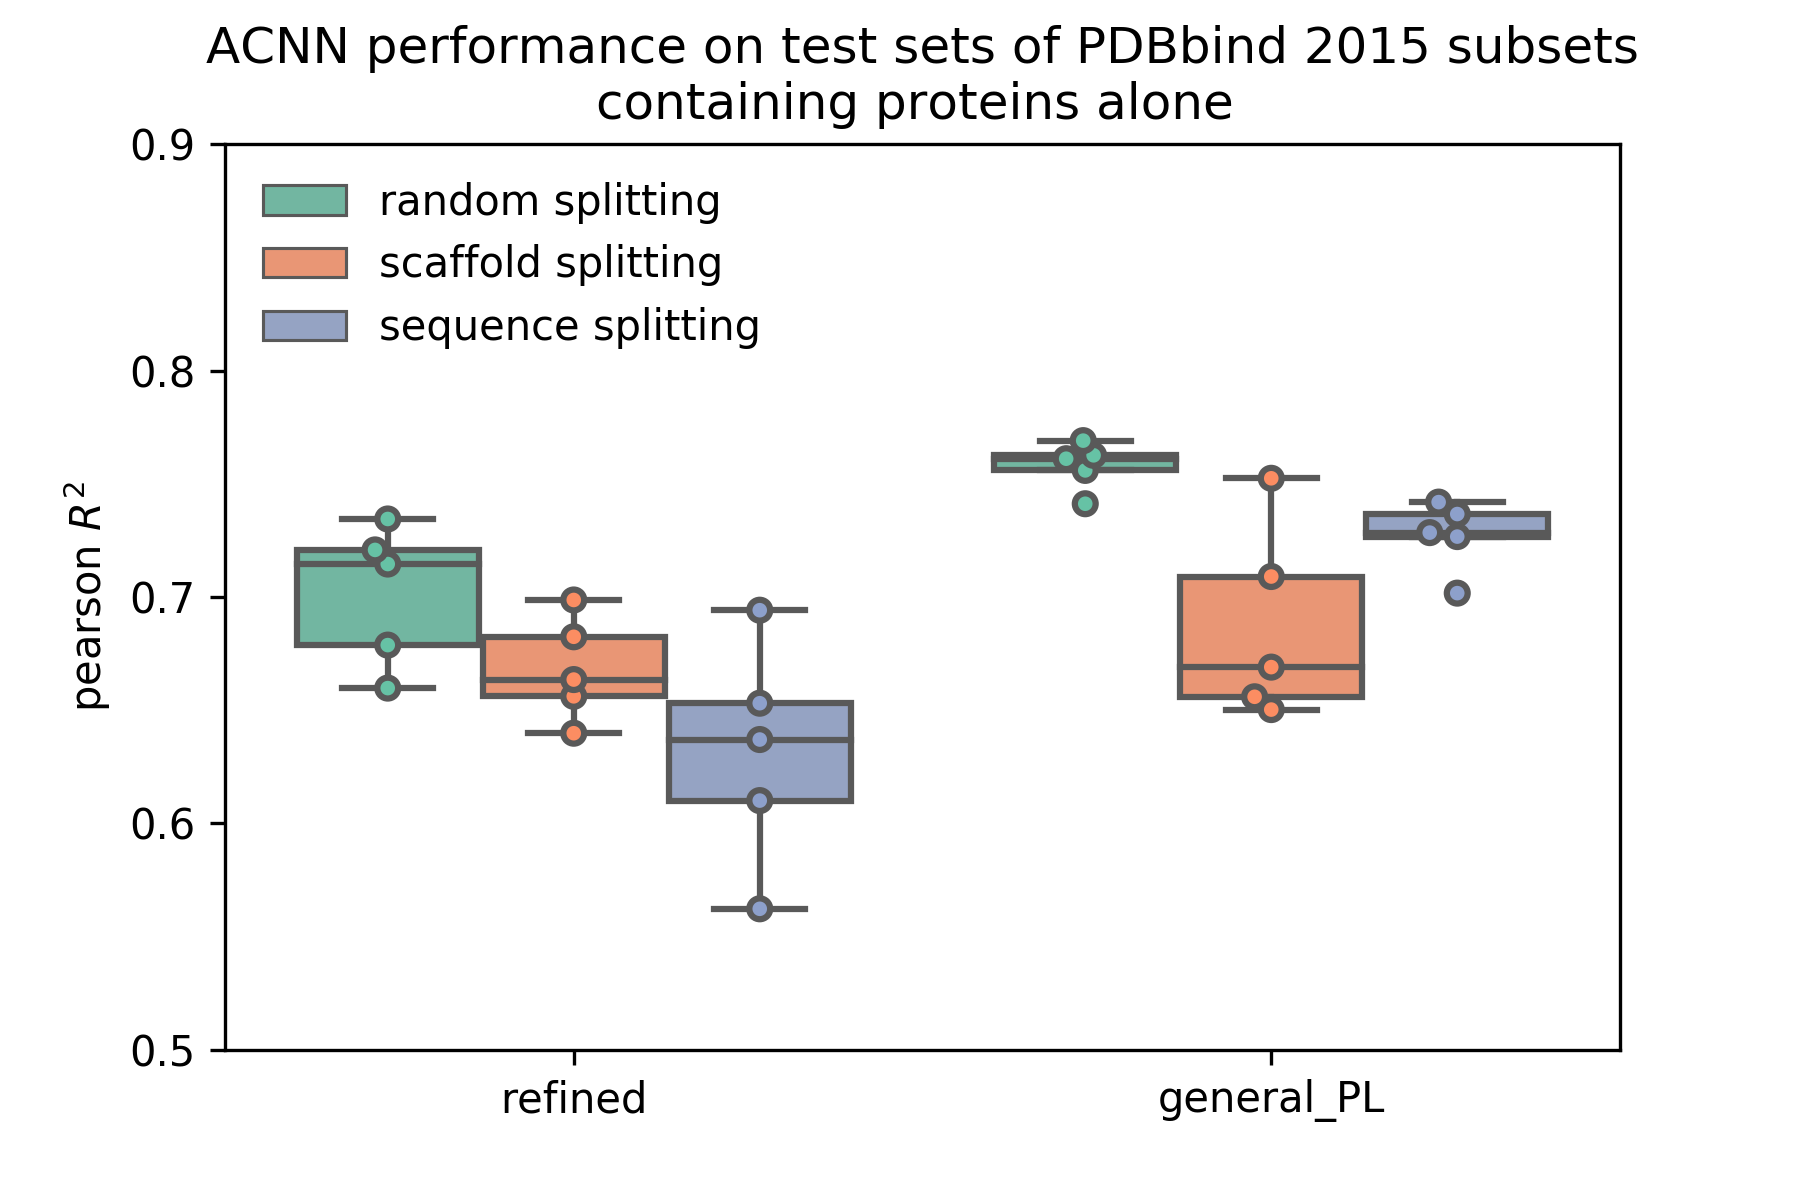 ACNN performance on test sets of PDBbind 2015 subsets
containing proteins alone
0.9
0.8
0.7
0.6
0.5
pearson R²
random splitting
scaffold splitting
sequence splitting
refined
general_PL